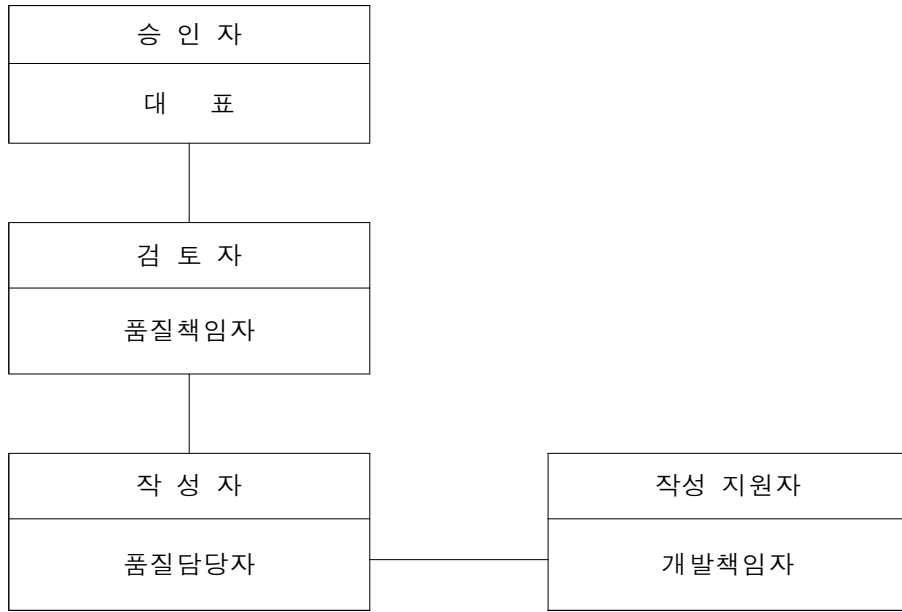 승 인 자
대 표
검 토 자
품질책임자
작 성 자
작성 지원자
품질담당자
개발책임자